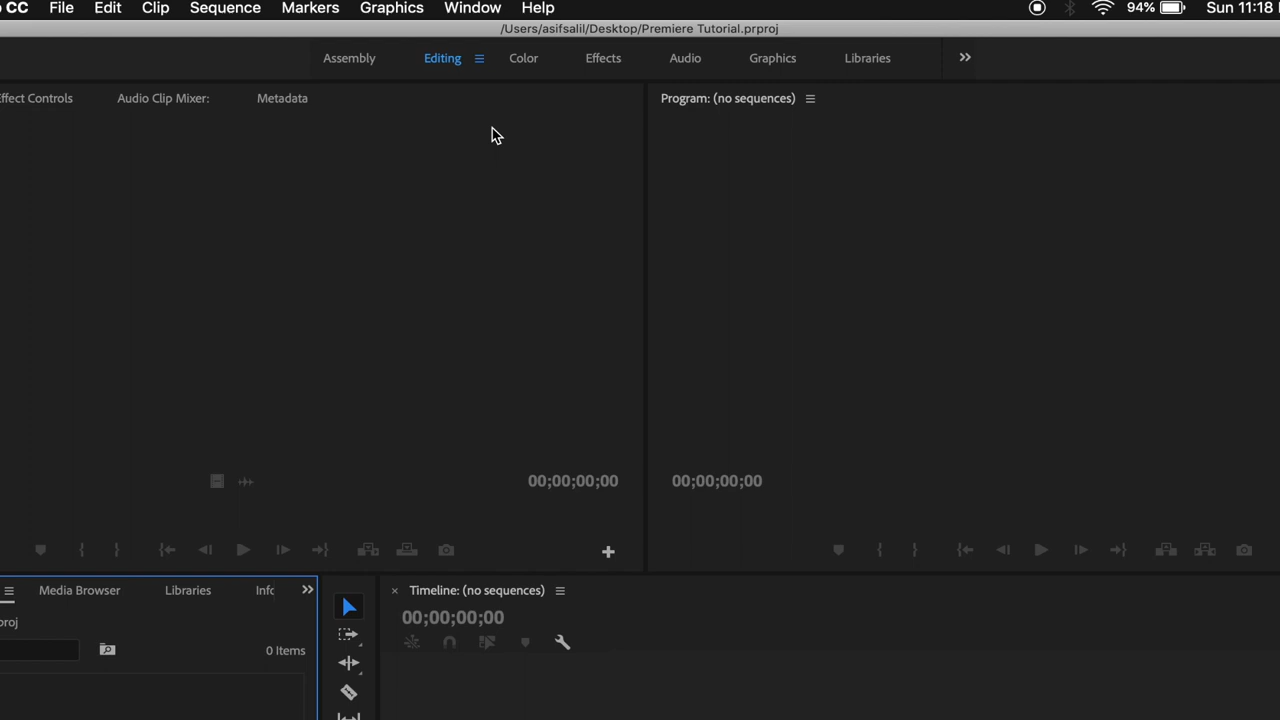 CC File Edit Clip Sequence Markers Graphics Window Help 94% Sun 11:18
/Users/asifsalil/Desktop/Premiere Tutorial.prproj
Assembly Editing Color Effects Audio Graphics Libraries
ffect Controls Audio Clip Mixer: Metadata Program: (no sequences)
00;00;00;00 00;00;00;00
Media Browser Libraries Info Timeline: (no sequences)
00;00;00;00
proj
0 Items